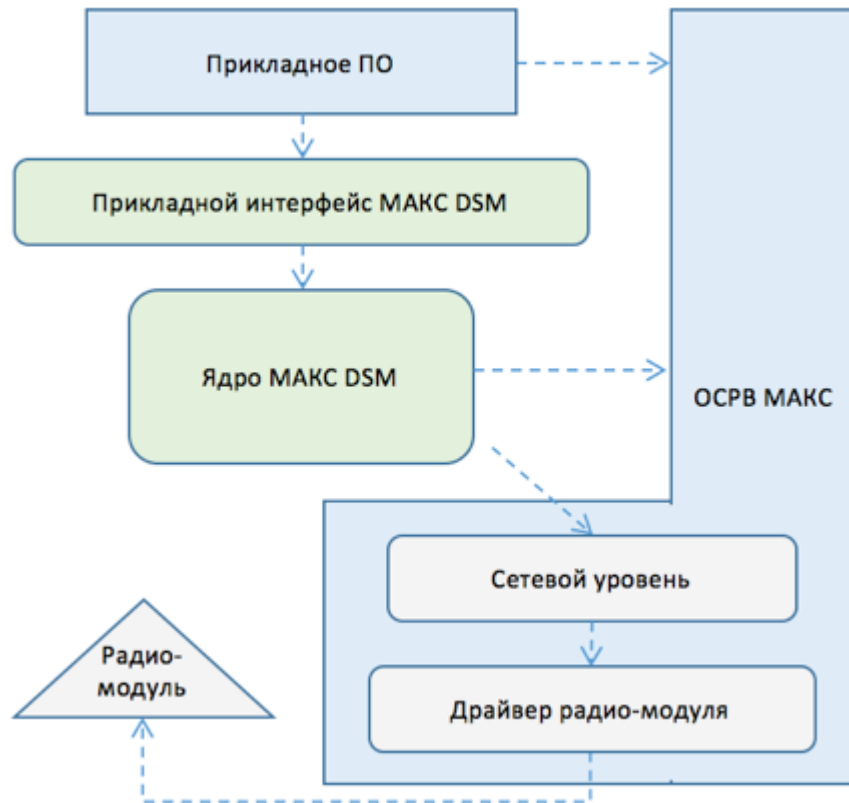 Прикладное ПО
Прикладной интерфейс МАКС DSM
Ядро МАКС DSM
ОСРВ МАКС
Сетевой уровень
Радио-
модуль
Драйвер радио-модуля